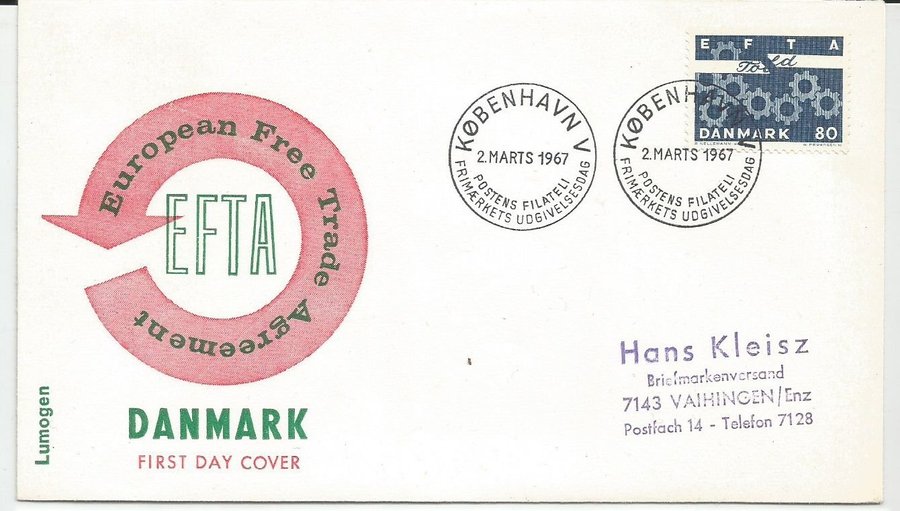 European Free Trade Agreement
EFTA
DANMARK
FIRST DAY COVER
Lumogen
KØBENHAVN V
2. MARTS 1967
POSTENS FILATELI
FRIMÆRKETS UDGIVELSESDAG
KØBENHAVN V
2. MARTS 1967
POSTENS FILATELI
FRIMÆRKETS UDGIVELSESDAG
EFTA
Told
DANMARK 80
Hans Kleisz
Briefmarkenversand
7143 VAIHINGEN/Enz
Postfach 14 - Telefon 7128